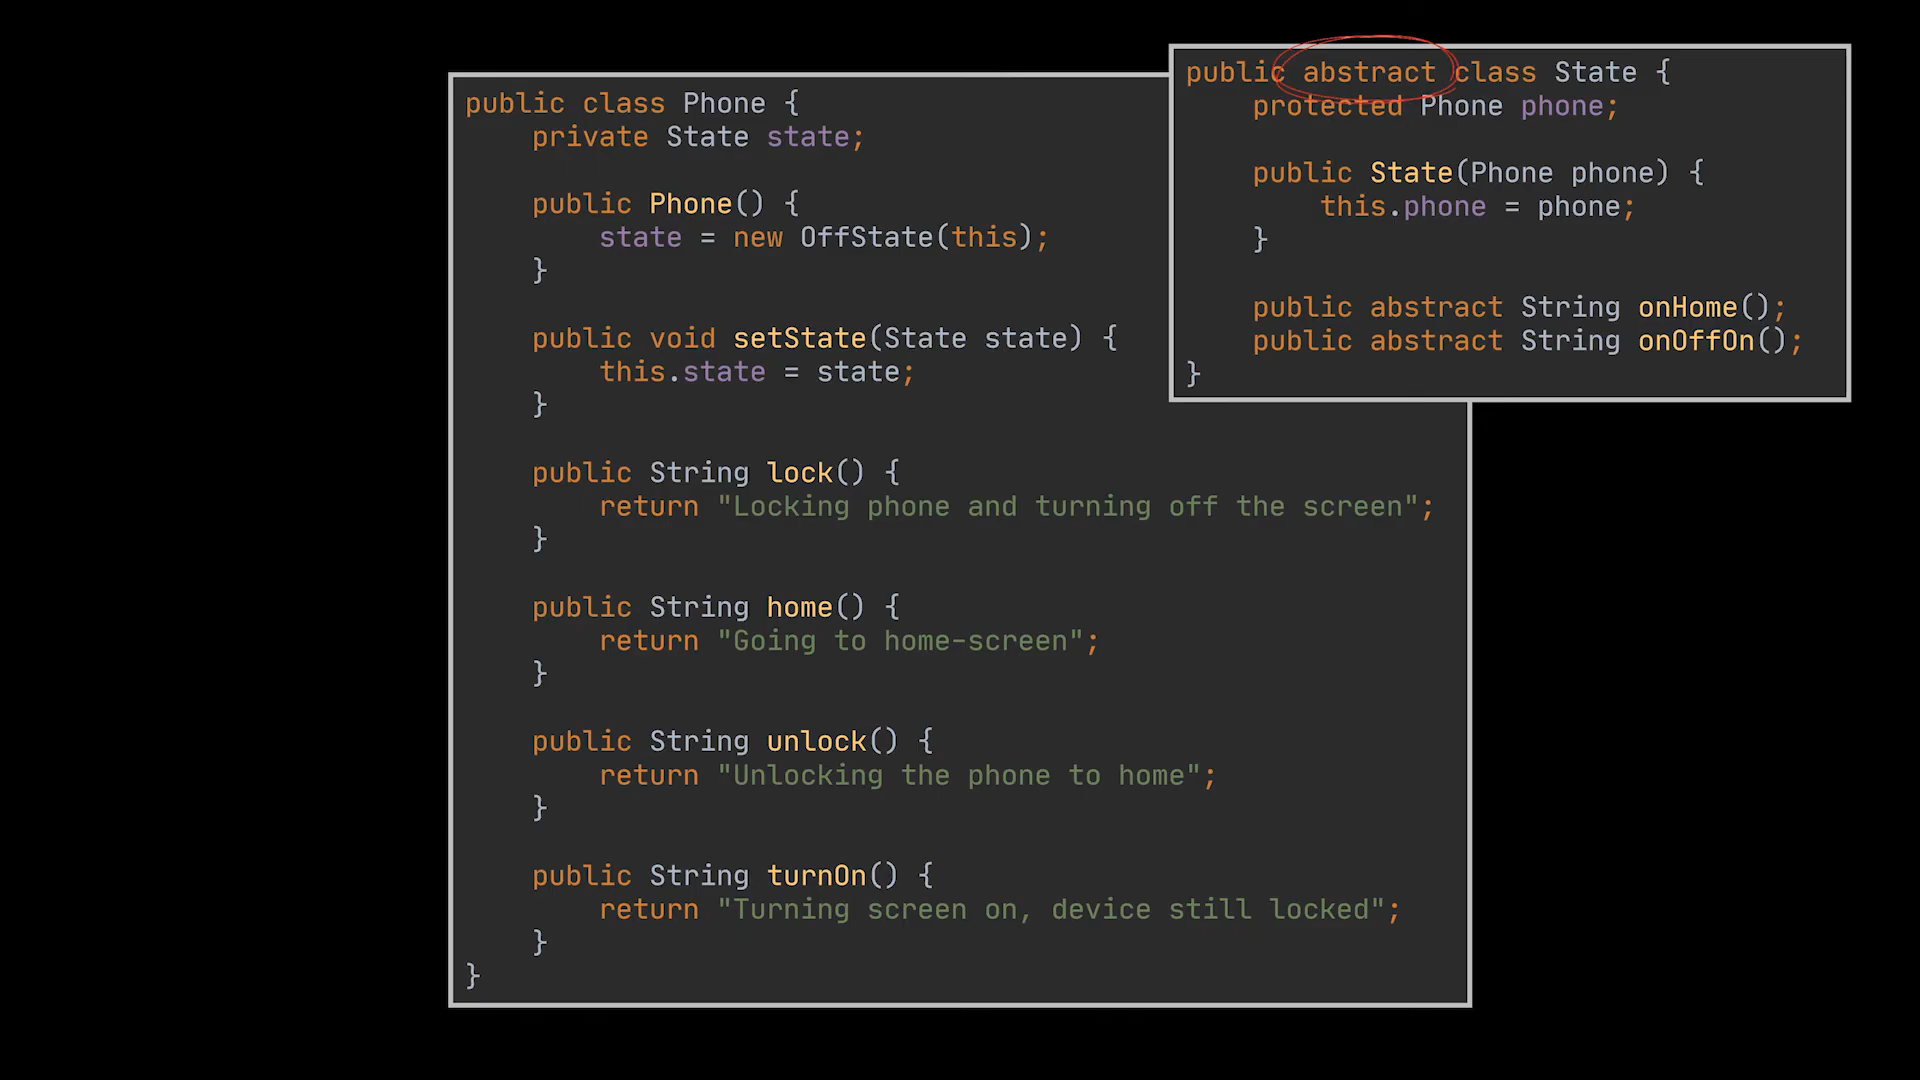 public class Phone {
    private State state;
    public Phone() {
        state = new OffState(this);
    }
    public void setState(State state) {
        this.state = state;
    }
    public String lock() {
        return "Locking phone and turning off the screen";
    }
    public String home() {
        return "Going to home-screen";
    }
    public String unlock() {
        return "Unlocking the phone to home";
    }
    public String turnOn() {
        return "Turning screen on, device still locked";
    }
}
public abstract class State {
    protected Phone phone;
    public State(Phone phone) {
        this.phone = phone;
    }
    public abstract String onHome();
    public abstract String onOffOn();
}